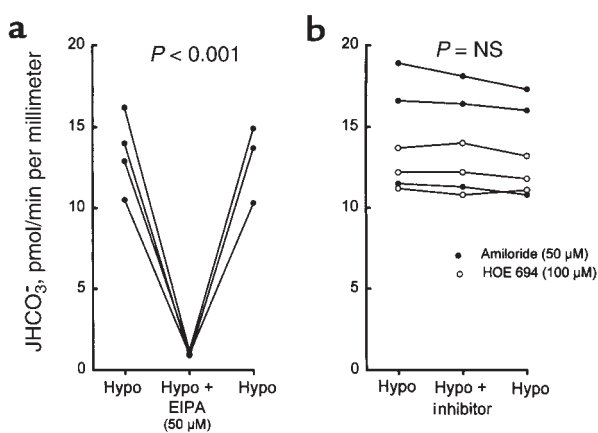 a
P < 0.001
20
15
10
5
0
JHCO3-, pmol/min per millimeter
Hypo
Hypo +
EIPA
(50 µM)
Hypo
b
P = NS
20
15
10
5
0
Amiloride (50 µM)
HOE 694 (100 µM)
Hypo
Hypo +
inhibitor
Hypo